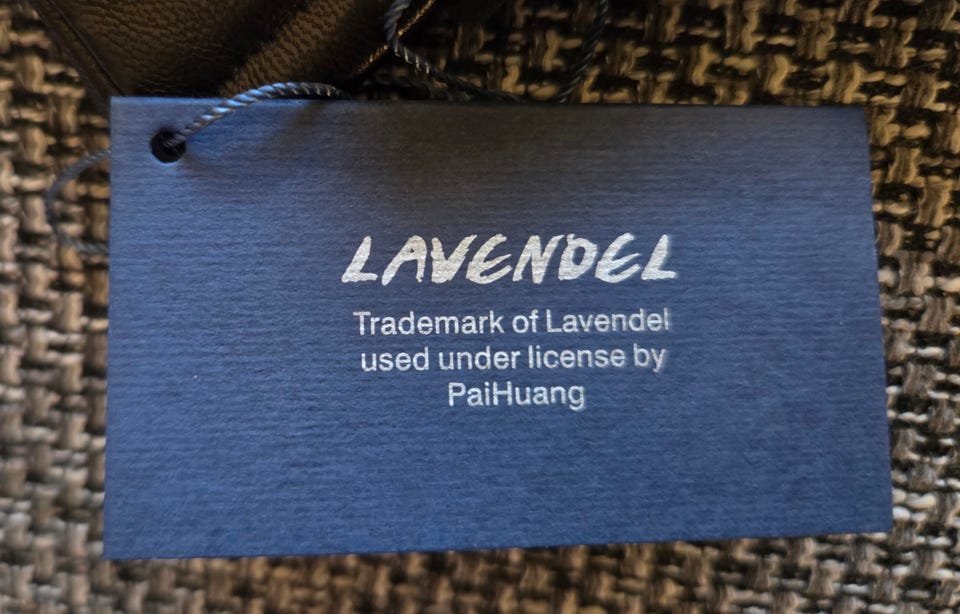 LAVENDEL
Trademark of Lavendel
used under license by
PaiHuang